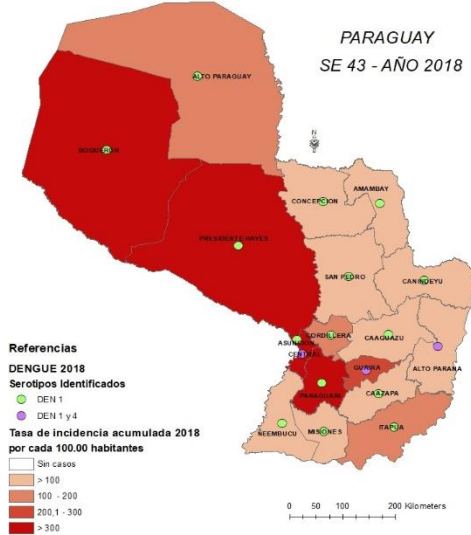 PARAGUAY
SE 43 - AÑO 2018
N
ALTO PARAGUAY
BOQUERON
PRESIDENTE HAYES
CONCEPCION
AMAMBAY
SAN PEDRO
CANINDEYU
CORDILLERA
ASUNCION
CENTRAL
CAAGUAZU
GUAIRA
ALTO PARANA
PARAGUARI
CAAZAPA
ÑEEMBUCU
MISIONES
ITAPUA
Referencias
DENGUE 2018
Serotipos Identificados
DEN 1
DEN 1 y 4
Tasa de incidencia acumulada 2018
por cada 100.00 habitantes
Sin casos
> 100
100 - 200
200,1 - 300
> 300
0 50 100 200 Kilometers